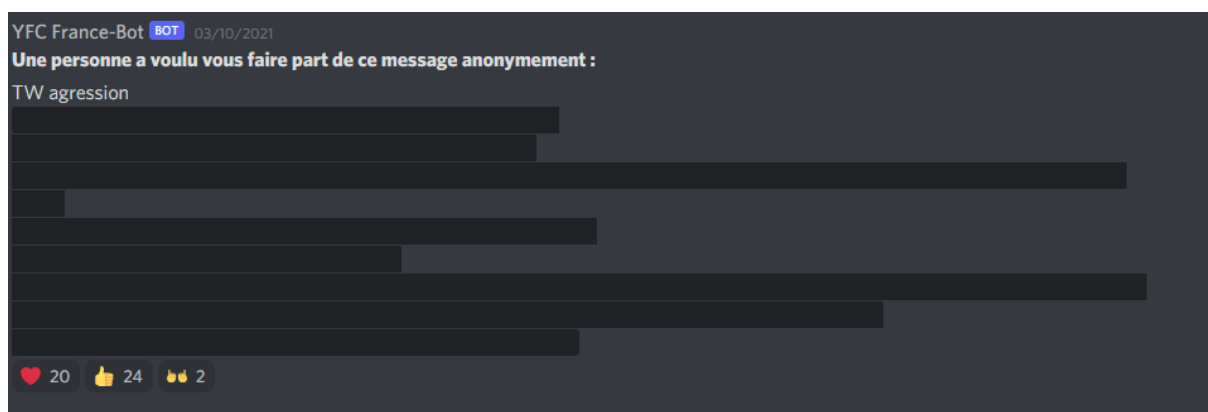 YFC France-Bot BOT 03/10/2021
Une personne a voulu vous faire part de ce message anonymement :
TW agression
20 24 2